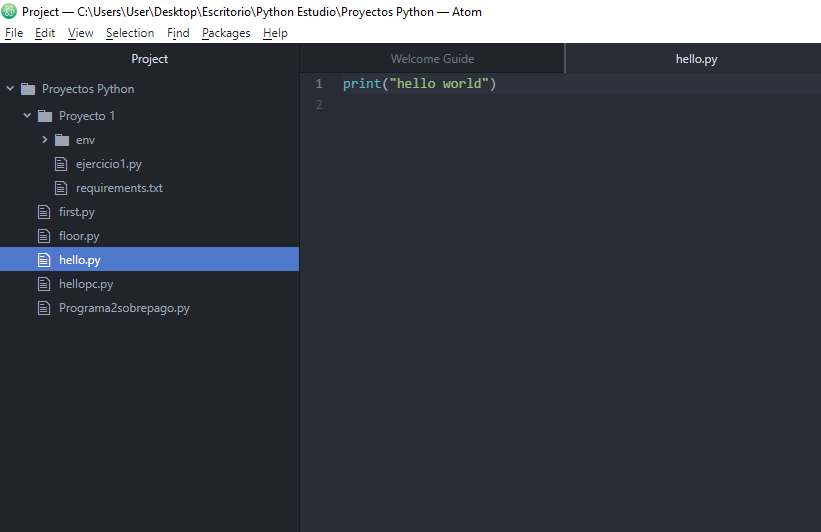 Project — C:\Users\User\Desktop\Escritorio\Python Estudio\Proyectos Python — Atom
File Edit View Selection Find Packages Help
Project
Welcome Guide
hello.py
Proyectos Python
Proyecto 1
env
ejercicio1.py
requirements.txt
first.py
floor.py
hello.py
hellopc.py
Programa2sobrepago.py
1 print("hello world")
2